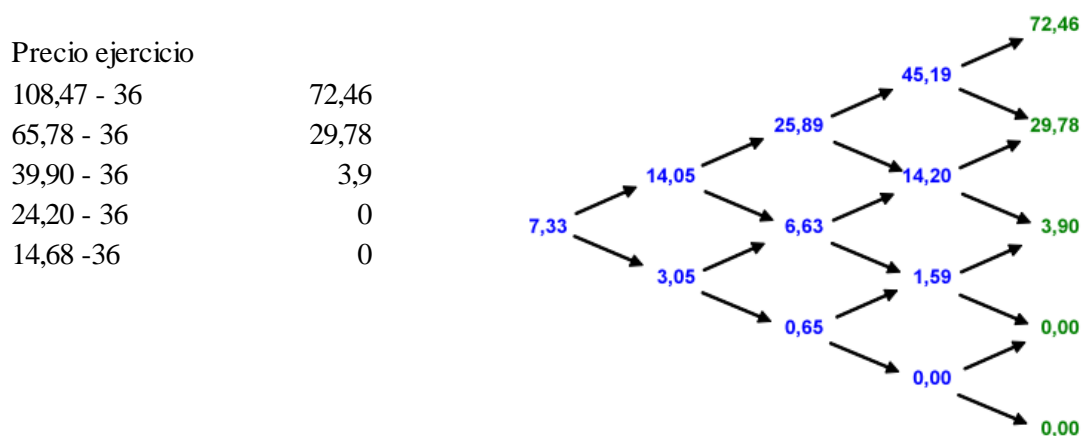 Precio ejercicio
108,47 - 36 72,46
65,78 - 36 29,78
39,90 - 36 3,9
24,20 - 36 0
14,68 -36 0
72,46
45,19
25,89 29,78
14,05 14,20
7,33 6,63 3,90
3,05 1,59
0,65 0,00
0,00
0,00